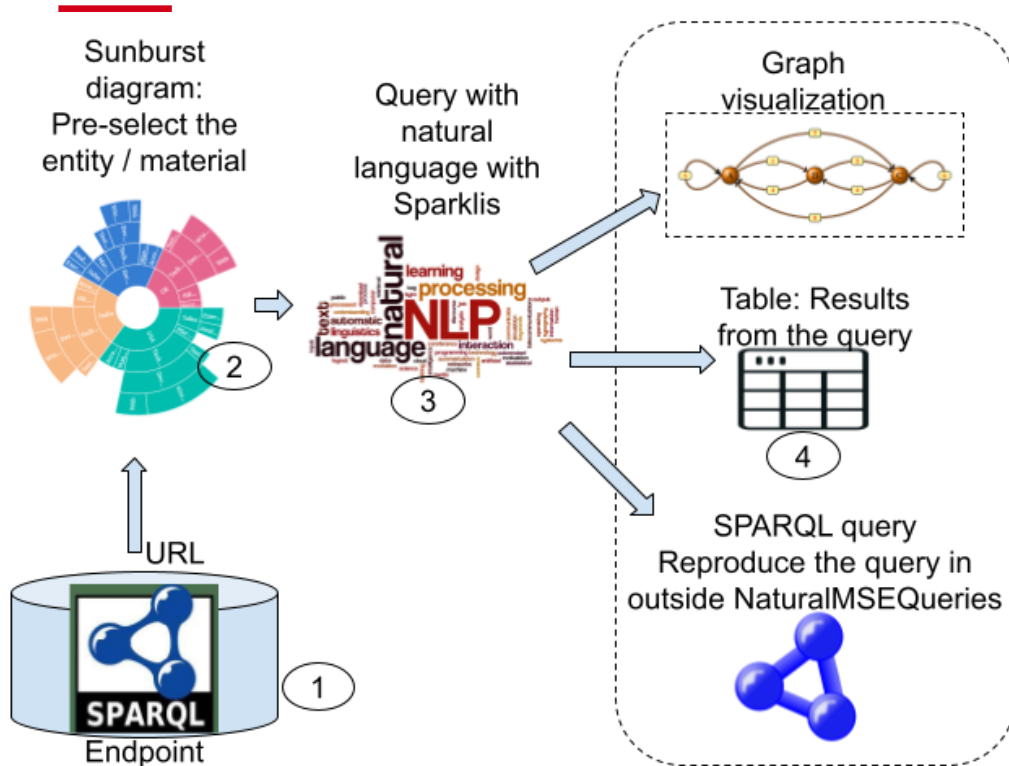 Sunburst
diagram:
Pre-select the
entity / material
2
Query with
natural
language with
Sparklis
natural
learning
processing
text
NLP
automatic
linguistics
interaction
language
3
Graph
visualization
Table: Results
from the query
4
SPARQL query
Reproduce the query in
outside NaturalMSEQueries
URL
SPARQL
Endpoint
1